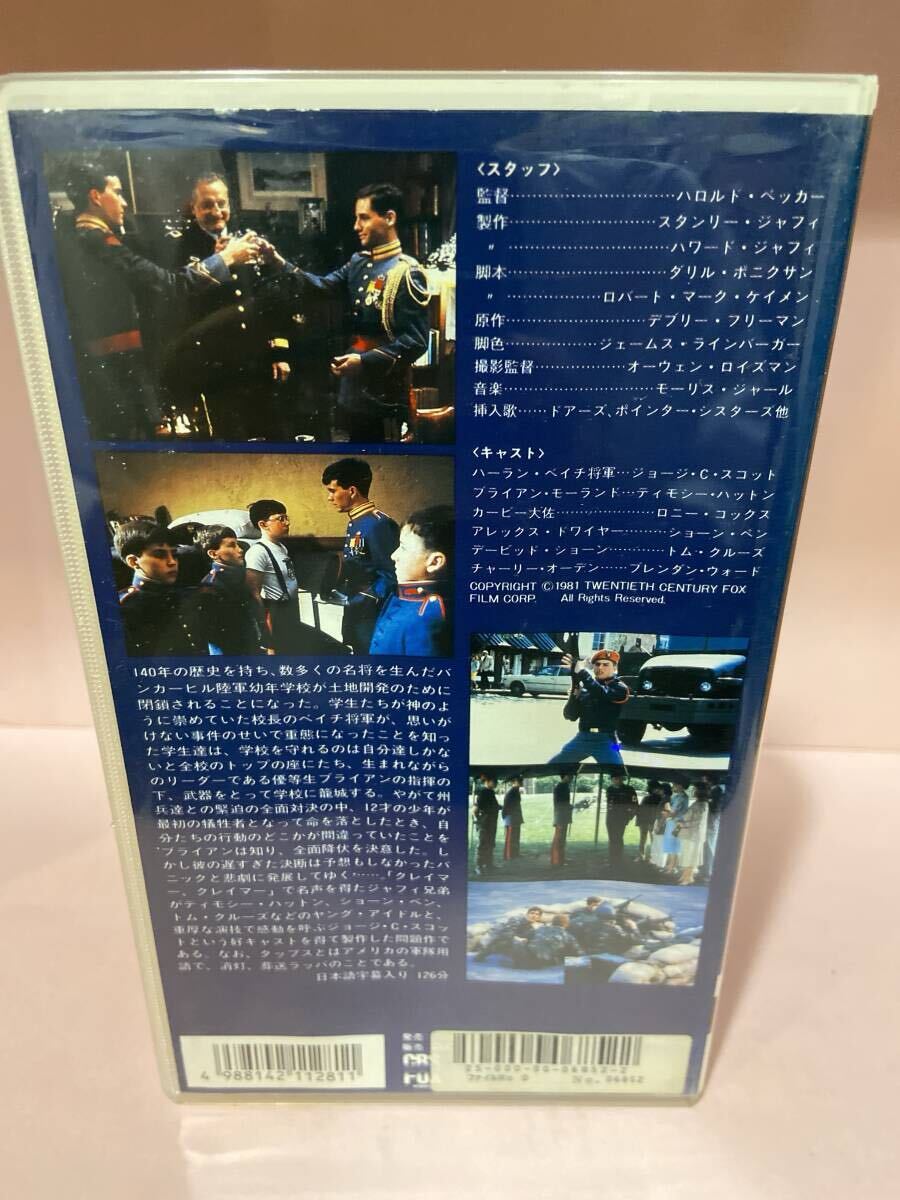 〈スタッフ〉
監督……………………………ハロルド・ベッカー
製作………………………スタンリー・ジャフィ
〃 …………………………ハワード・ジャフィ
脚本…………………………ダリル・ポニクサン
〃 ………………ロバート・マーク・ケイメン
原作………………………デブリー・フリーマン
脚色………………ジェームス・ラインバーガー
撮影監督…………………オーウェン・ロイズマン
音楽………………………モーリス・ジャール
挿入歌……ドアーズ、ポインター・シスターズ他
〈キャスト〉
ハーラン・ベイチ将軍…ジョージ・C・スコット
ブライアン・モーランド…ティモシー・ハットン
カービー大佐………………ロニー・コックス
アレックス・ドワイヤー…………ショーン・ペン
デービッド・ショーン…………トム・クルーズ
チャーリー・オーデン……ブレンダン・ウォード
COPYRIGHT ©1981 TWENTIETH CENTURY FOX
FILM CORP. All Rights Reserved.
140年の歴史を持ち、数多くの名将を生んだバ
ンカーヒル陸軍幼年学校が土地開発のために
閉鎖されることになった。学生たちが神のよ
うに崇めていた校長のベイチ将軍が、思いが
けない事件のせいで重態になったことを知っ
た学生達は、学校を守れるのは自分達しかな
いと全校のトップの座にたち、生まれながら
のリーダーである優等生ブライアンの指揮の
下、武器をとって学校に籠城する。やがて州
兵達との緊迫の全面対決の中、12才の少年が
最初の犠牲者となって命を落としたとき、自
分たちの行動のどこかが間違っていたことを
ブライアンは知り、全面降伏を決意した。し
かし彼の遅すぎた決断は予想もしなかったパ
ニックと悲劇に発展してゆく……。「クレイマ
ー、クレイマー」で名声を得たジャフィ兄弟
がティモシー・ハットン、ショーン・ペン、
トム・クルーズなどのヤング・アイドルと、
重厚な演技で感動を呼ぶジョージ・C・スコッ
トという好キャストを得て製作した問題作で
ある。なお、タップスとはアメリカの軍隊用
語で、消灯、葬送ラッパのことである。
日本語字幕入り 126分
4 988142 112811
発売
販売
CBS
FOX
25-000-00-06852-2
No. 06852